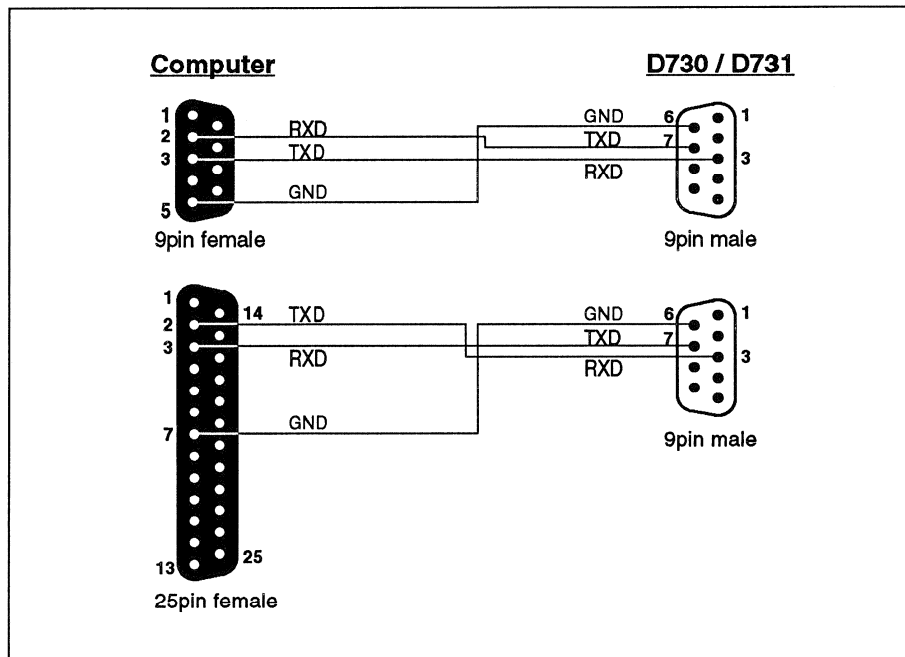 Computer
D730 / D731
1
2
3
5
RXD
TXD
GND
GND
TXD
RXD
6
7
1
3
9pin female
9pin male
1
2
3
7
13
14
25
TXD
RXD
GND
GND
TXD
RXD
6
7
1
3
9pin male
25pin female